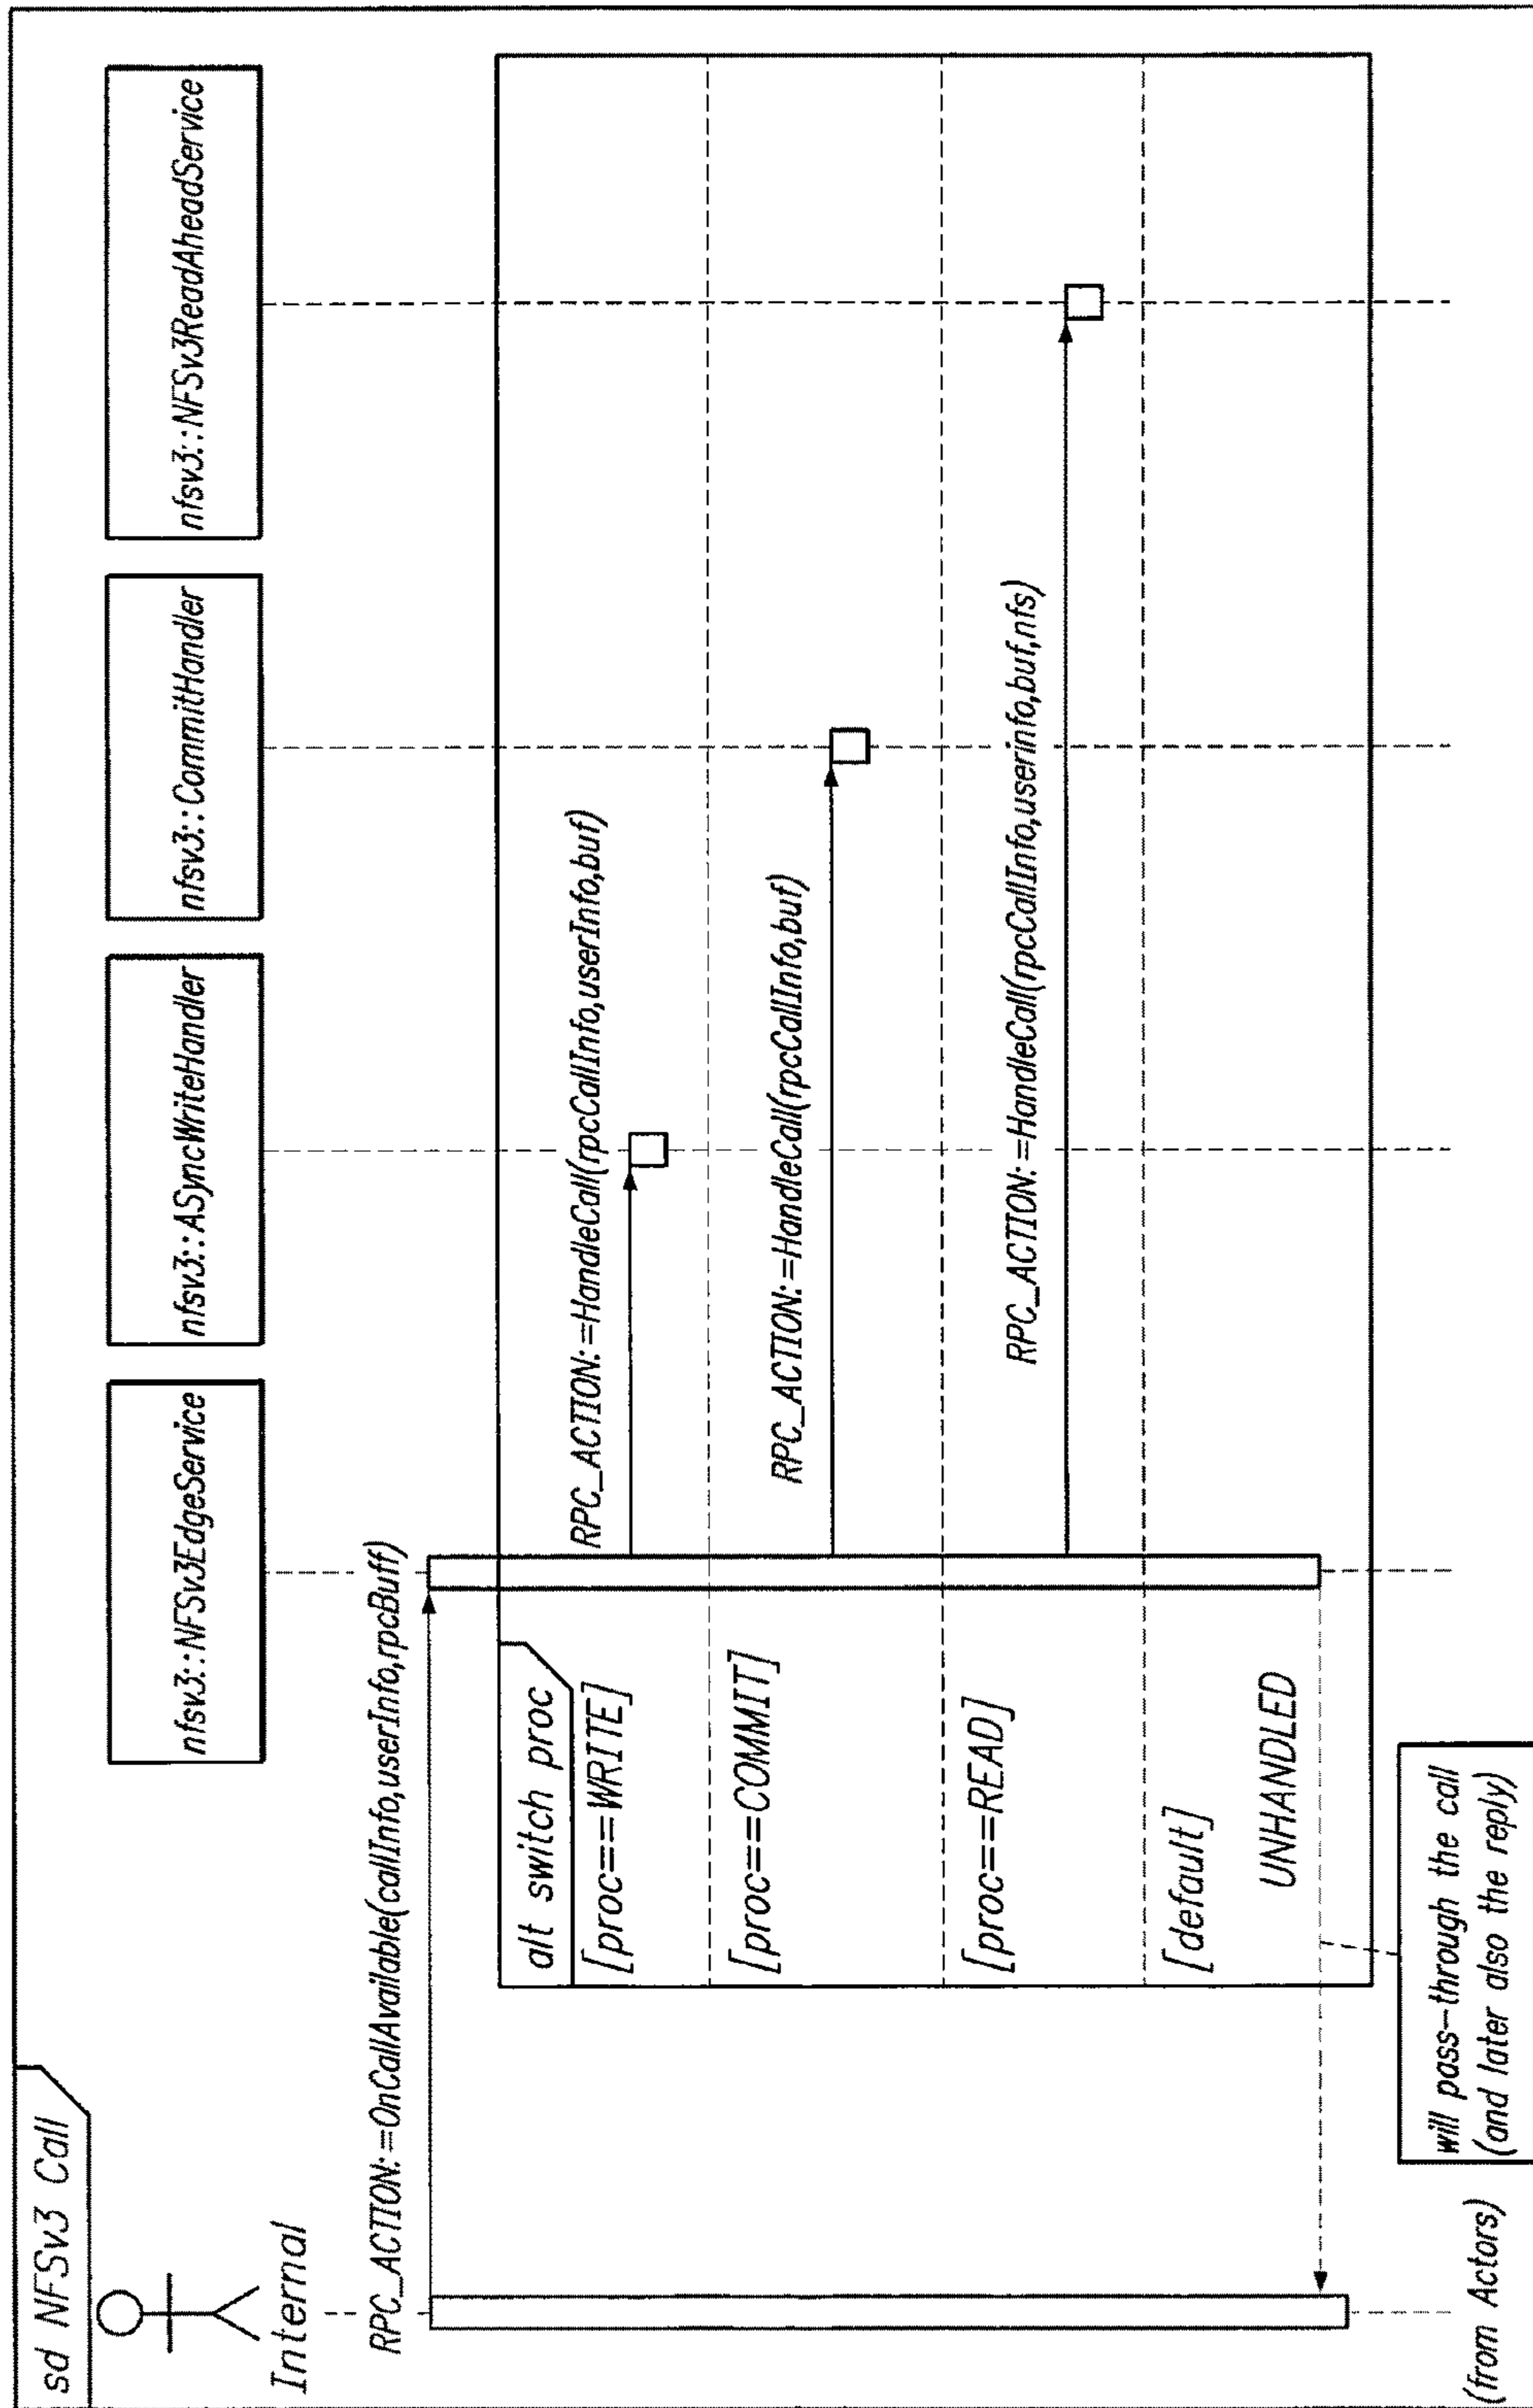 sd NFSv3 Call
Internal
nfsv3::NFSv3EdgeService
nfsv3::ASyncWriteHandler
nfsv3::CommitHandler
nfsv3::NFSv3ReadAheadService
RPC_ACTION:=OnCallAvailable(callInfo,userInfo,rpcBuff)
alt switch proc
[proc==WRITE]
RPC_ACTION:=HandleCall(rpcCallInfo,userInfo,buf)
[proc==COMMIT]
RPC_ACTION:=HandleCall(rpcCallInfo,buf)
[proc==READ]
RPC_ACTION:=HandleCall(rpcCallInfo,userinfo,buf,nfs)
[default]
UNHANDLED
will pass-through the call
(and later also the reply)
(from Actors)